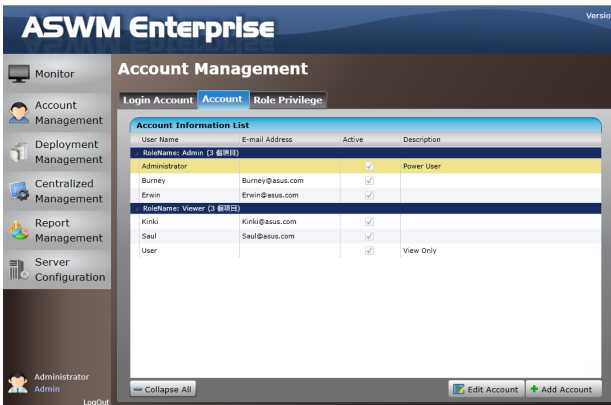 ASWM Enterprise
Versio
Monitor
Account
Management
Deployment
Management
Centralized
Management
Report
Management
Server
Configuration
Administrator
Admin
LogOut
Account Management
Login Account Account Role Privilege
Account Information List
User Name E-mail Address Active Description
RoleName: Admin (3 個項目)
Administrator Power User
Burney Burney@asus.com
Erwin Erwin@asus.com
RoleName: Viewer (3 個項目)
Kinki Kinki@asus.com
Saul Saul@asus.com
User View Only
Collapse All Edit Account Add Account